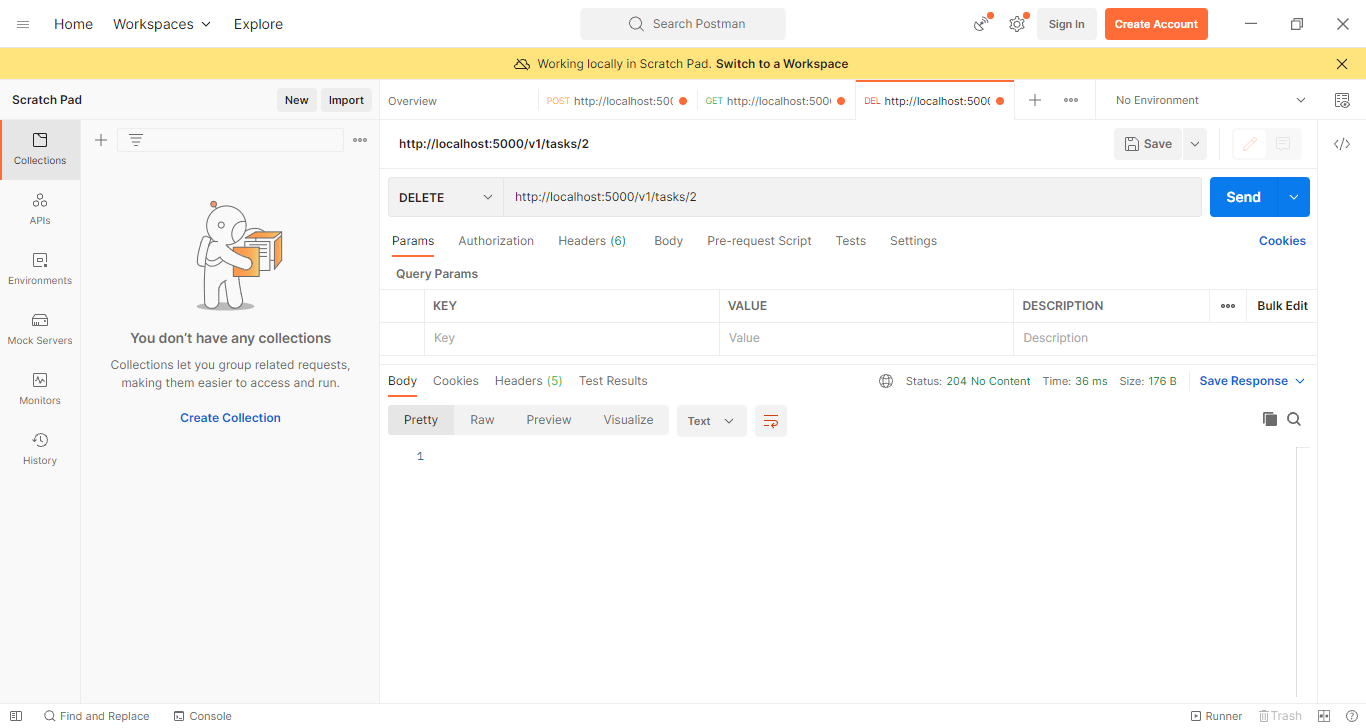 Home Workspaces Explore Search Postman Sign In Create Account
Working locally in Scratch Pad. Switch to a Workspace
Scratch Pad New Import Overview POST http://localhost:500 GET http://localhost:500 DEL http://localhost:5000 No Environment
Collections
APIs
Environments
Mock Servers
Monitors
History
You don’t have any collections
Collections let you group related requests,
making them easier to access and run.
Create Collection
http://localhost:5000/v1/tasks/2 Save
DELETE http://localhost:5000/v1/tasks/2 Send
Params Authorization Headers (6) Body Pre-request Script Tests Settings Cookies
Query Params
KEY VALUE DESCRIPTION Bulk Edit
Key Value Description
Body Cookies Headers (5) Test Results Status: 204 No Content Time: 36 ms Size: 176 B Save Response
Pretty Raw Preview Visualize Text
1
Find and Replace Console Runner Trash